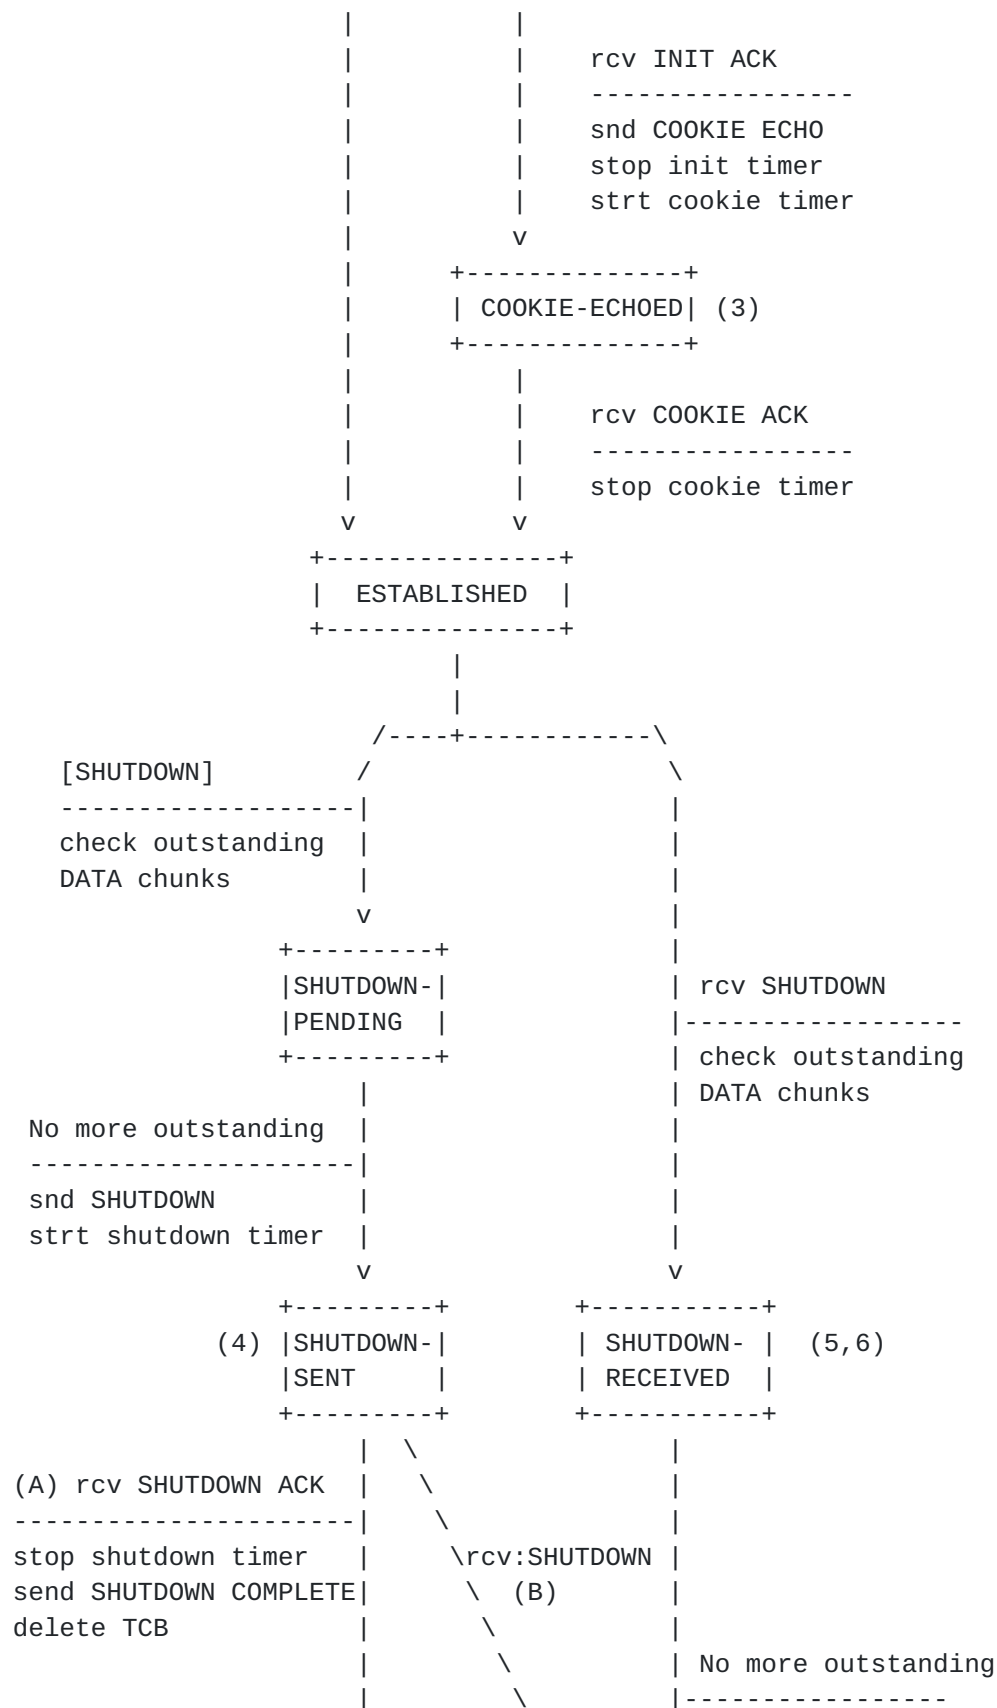 |          |
                      |          |    rcv INIT ACK
                      |          |    -----------------
                      |          |    snd COOKIE ECHO
                      |          |    stop init timer
                      |          |    strt cookie timer
                      |          v
                      |      +--------------+
                      |      | COOKIE-ECHOED| (3)
                      |      +--------------+
                      |          |
                      |          |    rcv COOKIE ACK
                      |          |    -----------------
                      |          |    stop cookie timer
                      v          v
                    +---------------+
                    |  ESTABLISHED  |
                    +---------------+
                             |
                             |
                        /----+------------\
    [SHUTDOWN]         /                   \
    -------------------|                   |
    check outstanding  |                   |
    DATA chunks        |                   |
                       v                   |
                  +---------+              |
                  |SHUTDOWN-|              | rcv SHUTDOWN
                  |PENDING  |              |------------------
                  +---------+              | check outstanding
                       |                   | DATA chunks
  No more outstanding  |                   |
  ---------------------|                   |
  snd SHUTDOWN         |                   |
  strt shutdown timer  |                   |
                       v                   v
                  +---------+        +-----------+
              (4) |SHUTDOWN-|        | SHUTDOWN- |  (5,6)
                  |SENT     |        | RECEIVED  |
                  +---------+        +-----------+
                       |  \                |
 (A) rcv SHUTDOWN ACK  |   \               |
 ----------------------|    \              |
 stop shutdown timer   |     \rcv:SHUTDOWN |
 send SHUTDOWN COMPLETE|      \  (B)       |
 delete TCB            |       \           |
                       |        \          | No more outstanding
                       |         \         |-----------------